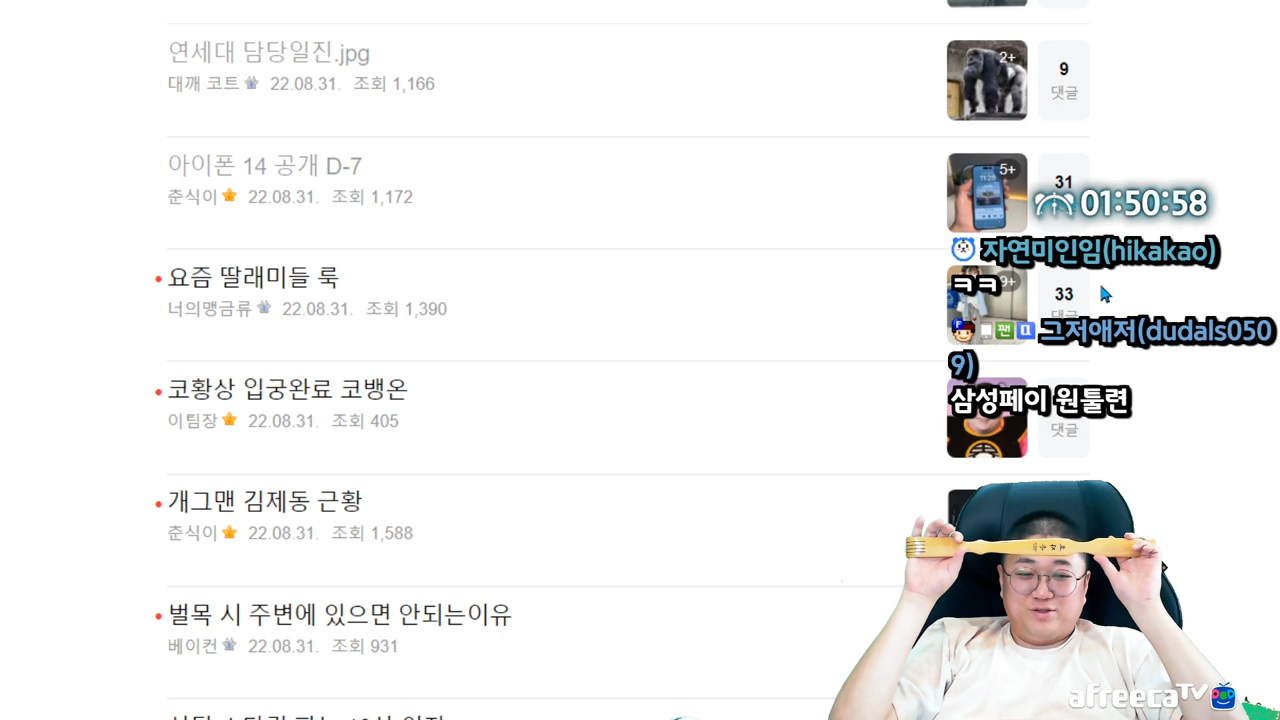 연세대 담당일진.jpg
대깨 코트 22.08.31. 조회 1,166
2+
9
댓글
아이폰 14 공개 D-7
춘식이 22.08.31. 조회 1,172
5+
31
01:50:58
자연미인임(hikakao)
ㅋㅋ
요즘 딸래미들 룩
너의맹금류 22.08.31. 조회 1,390
9+
33
댓글
팬
그저애저(dudals050
9)
삼성페이 원툴련
코황상 입궁완료 코뱅온
이팀장 22.08.31. 조회 405
댓글
개그맨 김제동 근황
춘식이 22.08.31. 조회 1,588
벌목 시 주변에 있으면 안되는이유
베이컨 22.08.31. 조회 931
afreecaTV